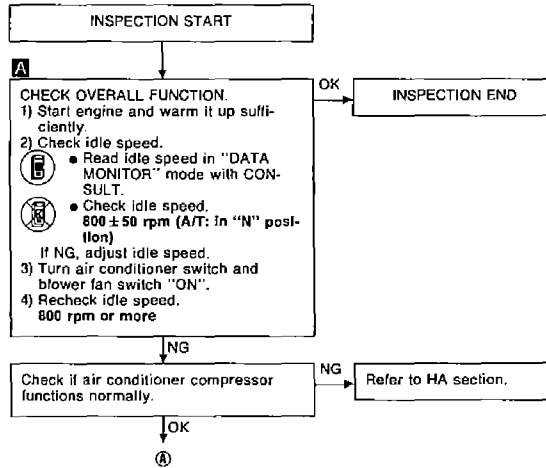 INSPECTION START
A
CHECK OVERALL FUNCTION.
1) Start engine and warm it up suffi-
ciently.
2) Check idle speed.
● Read idle speed in "DATA
MONITOR" mode with CON-
SULT.
● Check idle speed.
800 ± 50 rpm (A/T: In "N" posi-
tion)
If NG, adjust idle speed.
3) Turn air conditioner switch and
blower fan switch "ON".
4) Recheck idle speed.
800 rpm or more
OK
INSPECTION END
NG
Check if air conditioner compressor
functions normally.
NG
Refer to HA section.
OK
Ⓐ